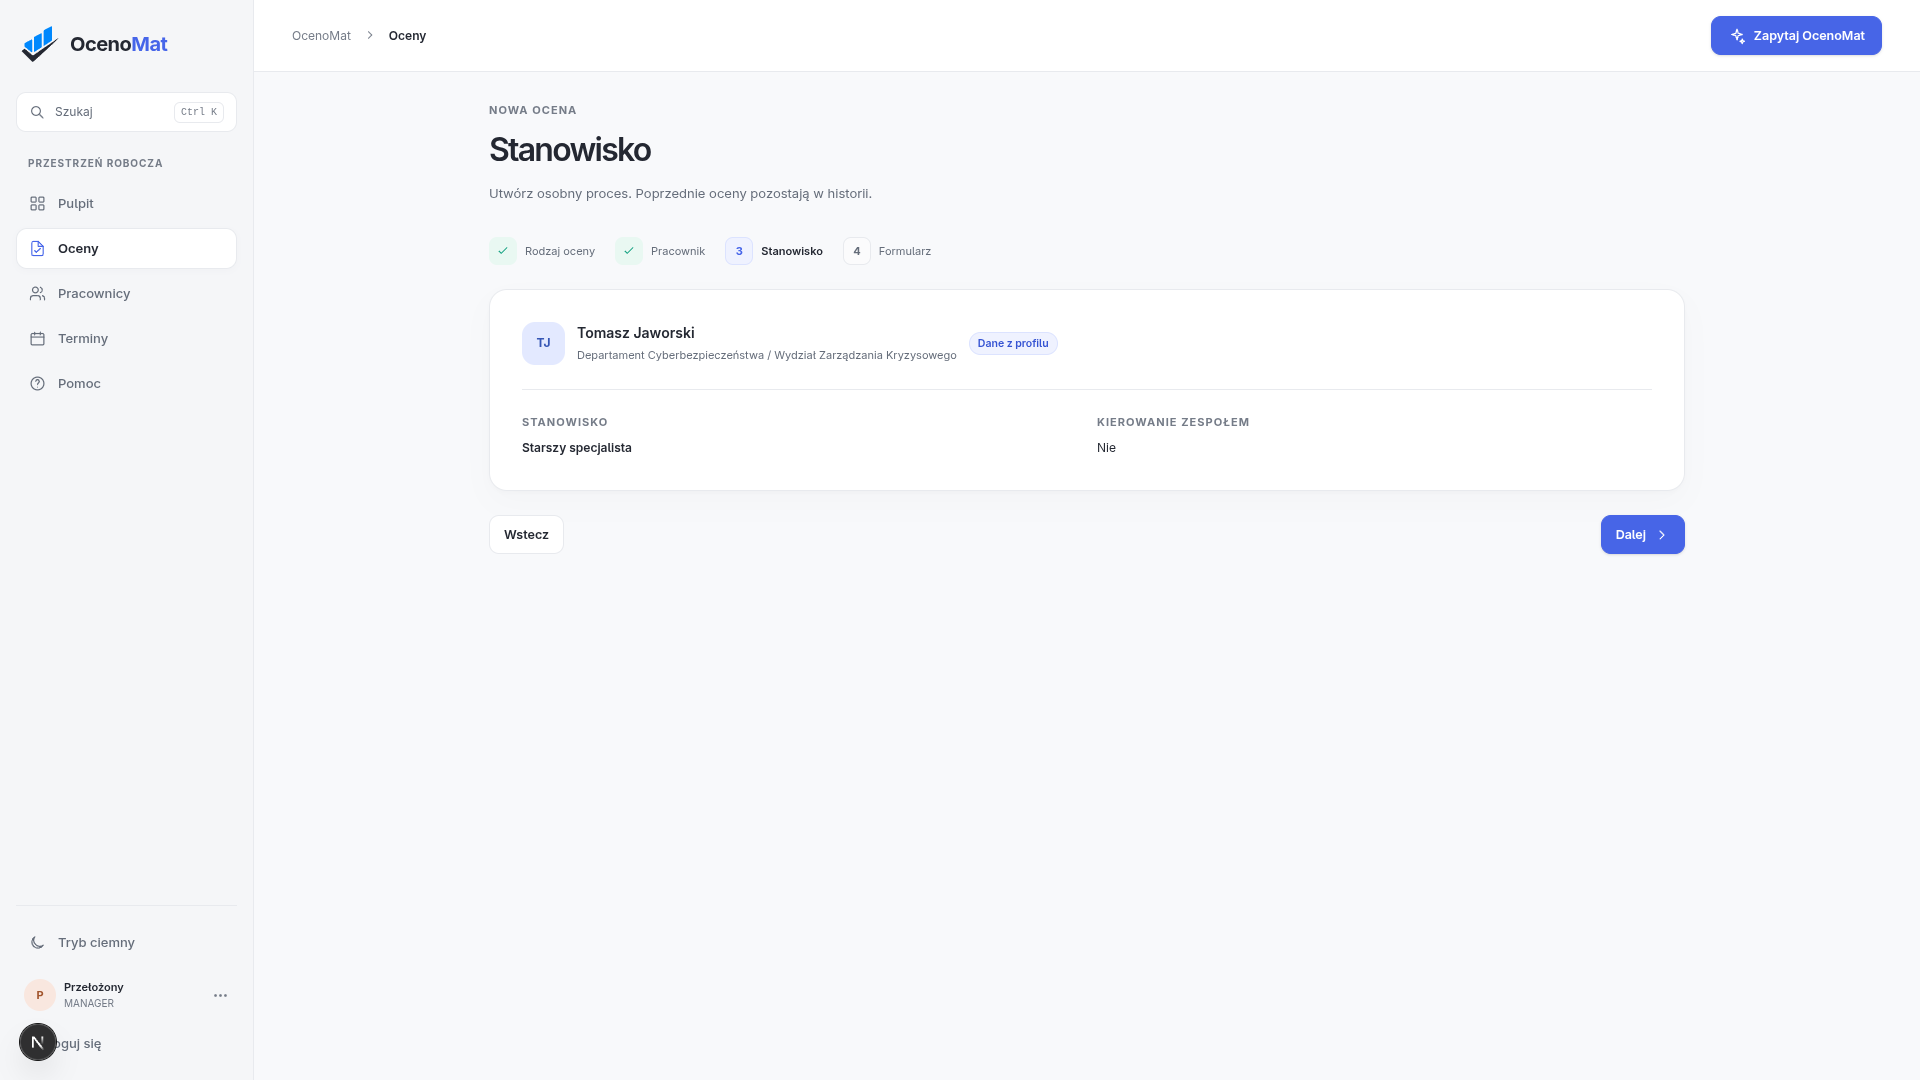 OcenoMat
Szukaj
Ctrl K
PRZESTRZEŃ ROBOCZA
Pulpit
Oceny
Pracownicy
Terminy
Pomoc
Tryb ciemny
P
Przełożony
MANAGER
N
oguj się
OcenoMat
Oceny
Zapytaj OcenoMat
NOWA OCENA
Stanowisko
Utwórz osobny proces. Poprzednie oceny pozostają w historii.
Rodzaj oceny
Pracownik
3 Stanowisko
4 Formularz
TJ
Tomasz Jaworski
Departament Cyberbezpieczeństwa / Wydział Zarządzania Kryzysowego
Dane z profilu
STANOWISKO
Starszy specjalista
KIEROWANIE ZESPOŁEM
Nie
Wstecz
Dalej